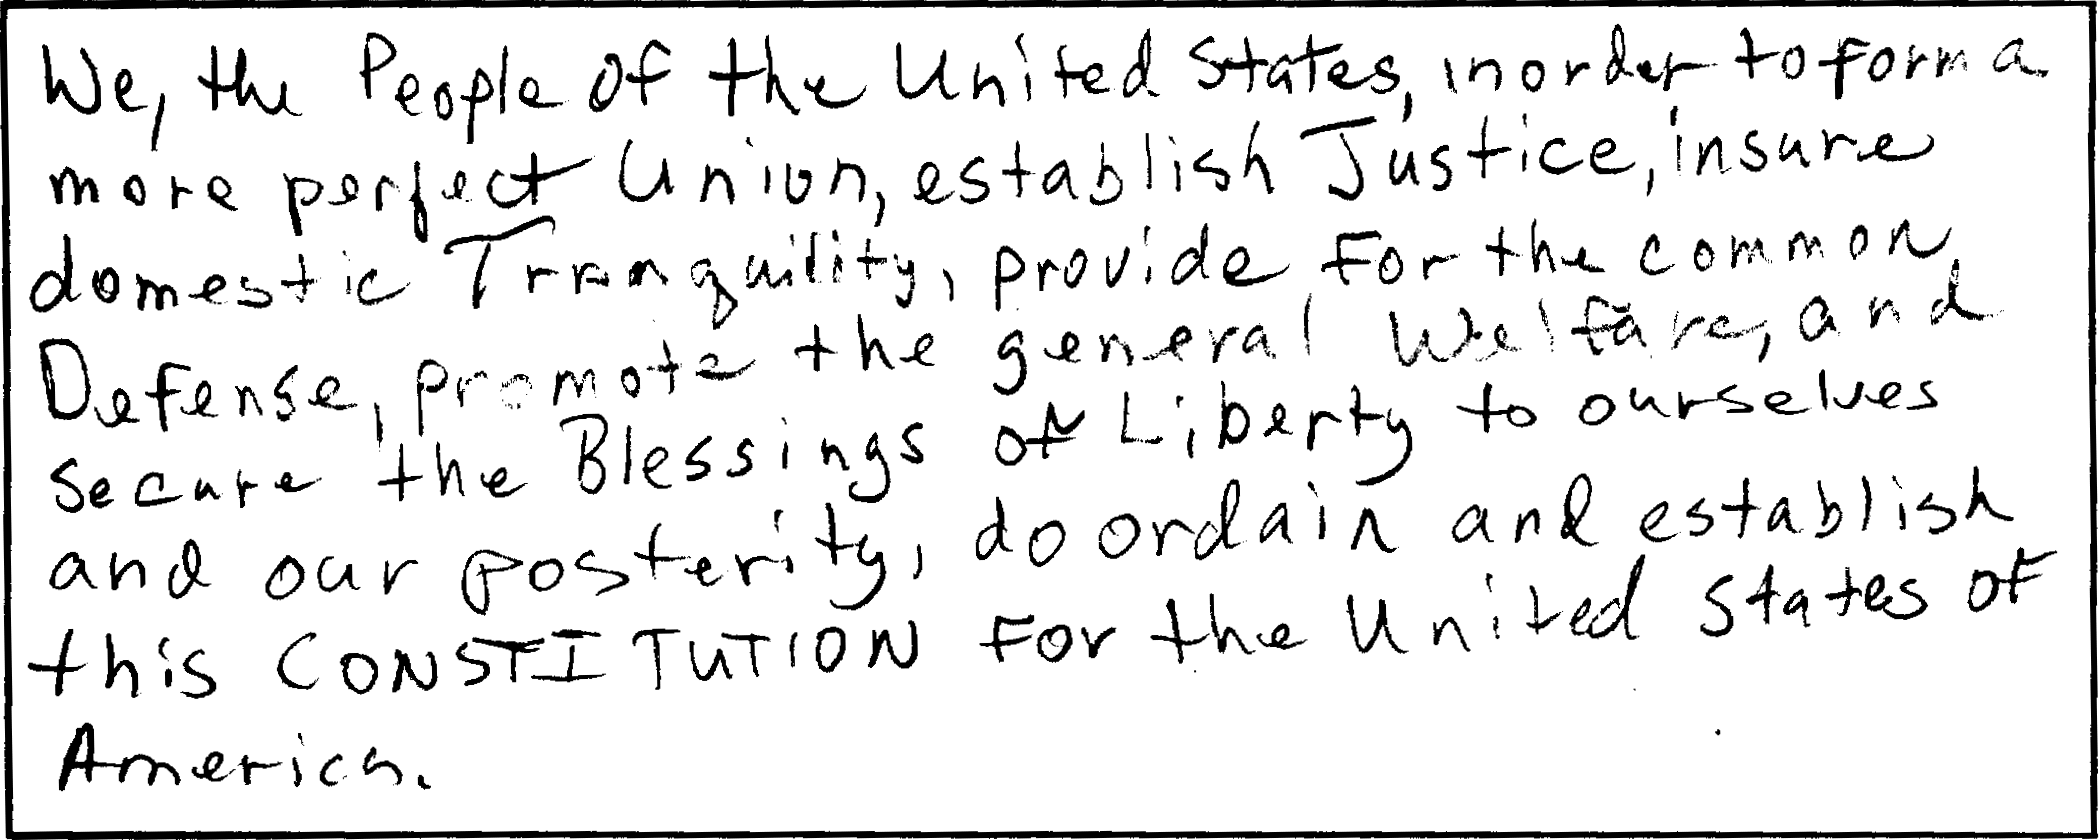 We, the People of the United States, in order to form a
more perfect Union, establish Justice, insure
domestic Tranquility, provide for the common
Defense, promote the general Welfare, and
secure the Blessings of Liberty to ourselves
and our posterity, do ordain and establish
this CONSTITUTION for the United States of
America.